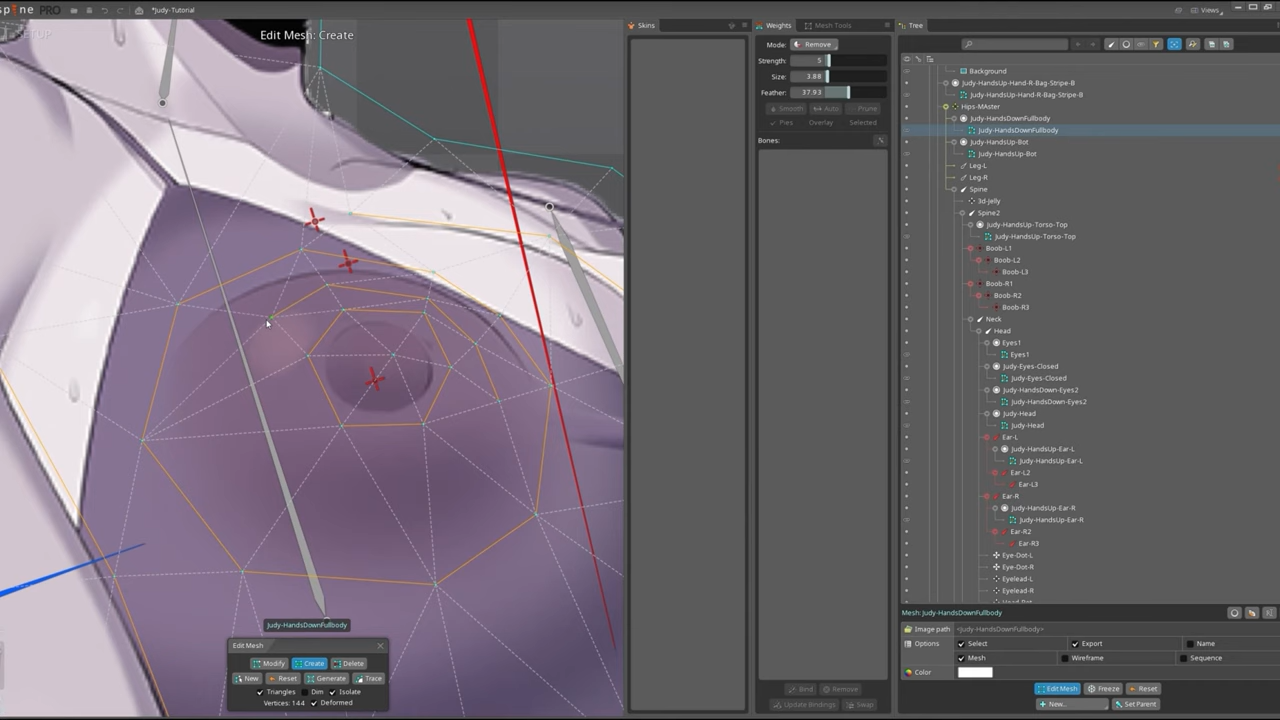 spine PRO
*Judy-Tutorial
Views
SETUP
Edit Mesh: Create
Skins
Weights
Mesh Tools
Tree
Mode:
Remove
Strength:
5
Size:
3.88
Feather:
37.93
Smooth
Auto
Prune
Pies
Overlay
Selected
Bones:
Bind
Remove
Update Bindings
Swap
Background
Judy-HandsUp-Hand-R-Bag-Stripe-B
Judy-HandsUp-Hand-R-Bag-Stripe-B
Hips-MAster
Judy-HandsDownFullbody
Judy-HandsDownFullbody
Judy-HandsUp-Bot
Judy-HandsUp-Bot
Leg-L
Leg-R
Spine
3d-Jelly
Spine2
Judy-HandsUp-Torso-Top
Judy-HandsUp-Torso-Top
Boob-L1
Boob-L2
Boob-L3
Boob-R1
Boob-R2
Boob-R3
Neck
Head
Eyes1
Eyes1
Judy-Eyes-Closed
Judy-Eyes-Closed
Judy-HandsDown-Eyes2
Judy-HandsDown-Eyes2
Judy-Head
Judy-Head
Ear-L
Judy-HandsUp-Ear-L
Judy-HandsUp-Ear-L
Ear-L2
Ear-L3
Ear-R
Judy-HandsUp-Ear-R
Judy-HandsUp-Ear-R
Ear-R2
Ear-R3
Eye-Dot-L
Eye-Dot-R
Eyelead-L
Eyelead-R
Mesh: Judy-HandsDownFullbody
Image path
<Judy-HandsDownFullbody>
Options
Select
Export
Name
Mesh
Wireframe
Sequence
Color
Edit Mesh
Freeze
Reset
New...
Set Parent
Judy-HandsDownFullbody
Edit Mesh
Modify
Create
Delete
New
Reset
Generate
Trace
Triangles
Dim
Isolate
Vertices: 144
Deformed